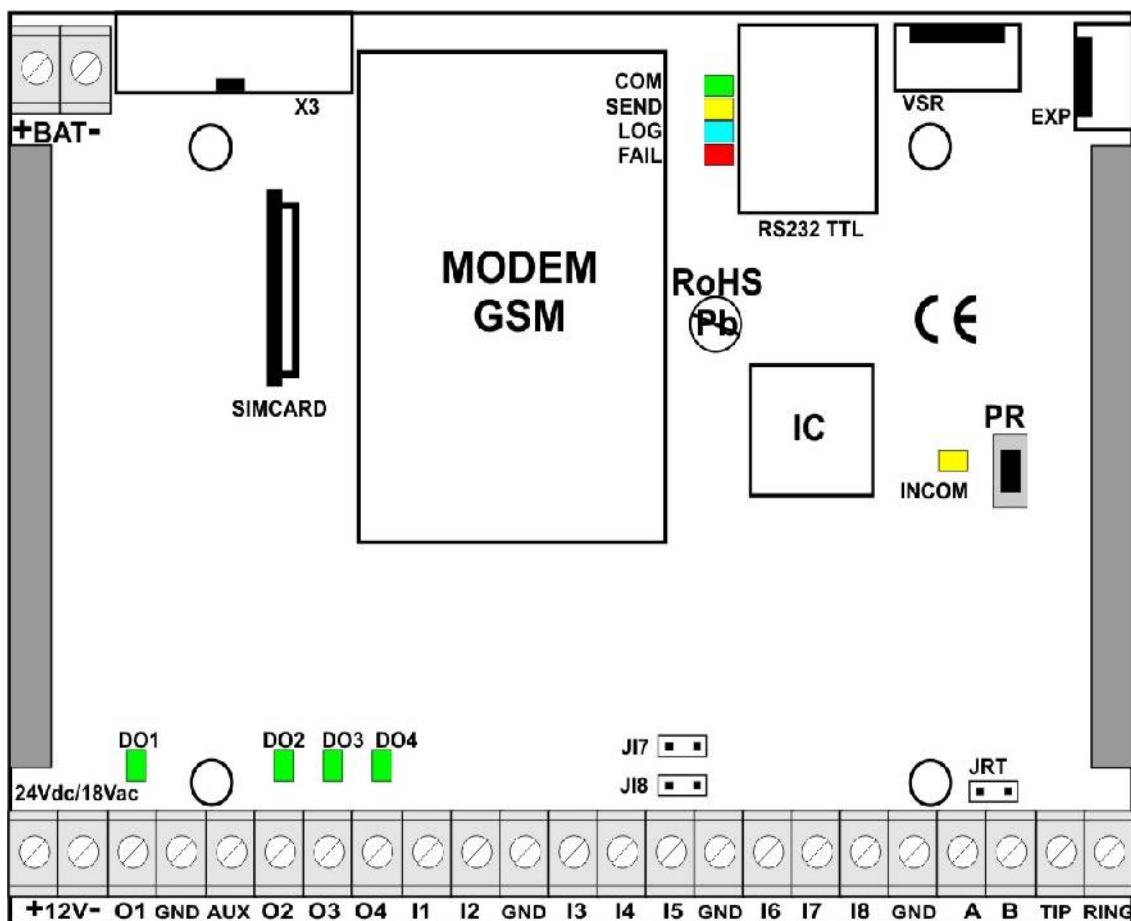 X3
+BAT-
COM
SEND
LOG
FAIL
VSR
EXP
RS232 TTL
MODEM
GSM
RoHS
Pb
CE
SIMCARD
IC
PR
INCOM
DO1 DO2 DO3 DO4
JI7
JI8
JRT
24Vdc/18Vac
+12V- O1 GND AUX O2 O3 O4 I1 I2 GND I3 I4 I5 GND I6 I7 I8 GND A B TIP RING